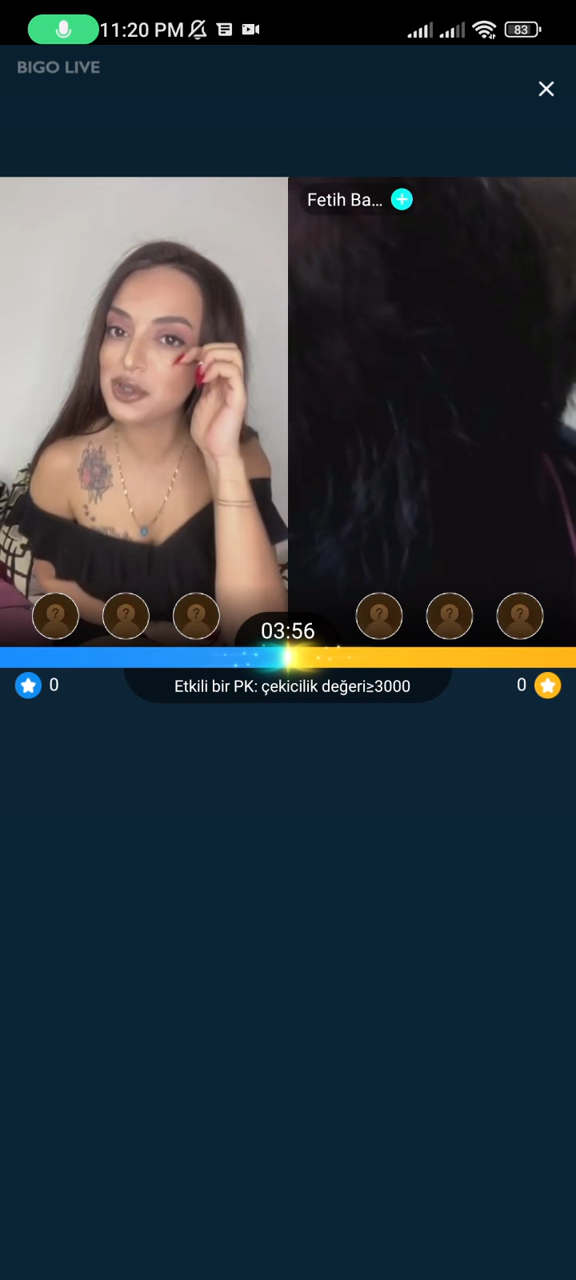 11:20 PM
83
BIGO LIVE
Fetih Ba...
03:56
0
Etkili bir PK: çekicilik değeri≥3000
0